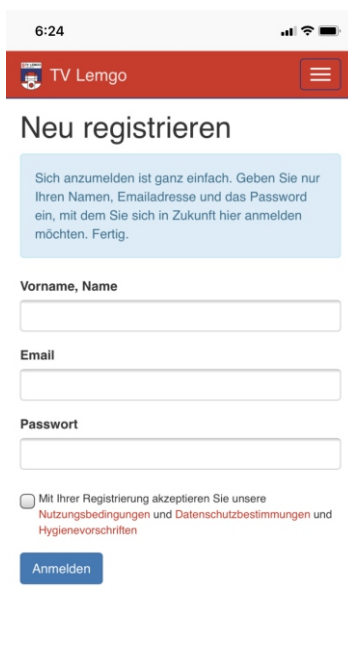 6:24
TV Lemgo
Neu registrieren
Sich anzumelden ist ganz einfach. Geben Sie nur
Ihren Namen, Emailadresse und das Password
ein, mit dem Sie sich in Zukunft hier anmelden
möchten. Fertig.
Vorname, Name
Email
Passwort
Mit Ihrer Registrierung akzeptieren Sie unsere
Nutzungsbedingungen und Datenschutzbestimmungen und
Hygienevorschriften
Anmelden